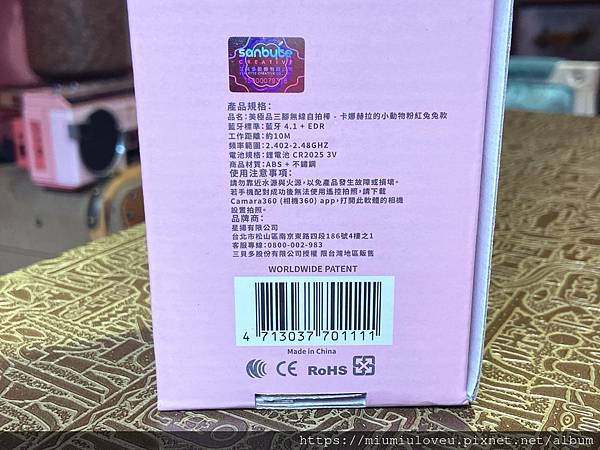 sanbyte
CREATIVE
產品規格:
品名:美極品三腳無線自拍棒 - 卡娜赫拉的小動物粉紅兔兔款
藍牙標準:藍牙 4.1 + EDR
工作距離:約10M
頻率範圍:2.402-2.48GHZ
電池規格:鋰電池 CR2025 3V
商品材質:ABS + 不鏽鋼
使用注意事項:
請勿靠近水源與火源,以免產品發生故障或損壞。
若手機配對成功後無法使用遙控拍照,請下載
Camara360 (相機360) app,打開此軟體的相機
設置拍照。
品牌商:
星揚有限公司
台北市松山區南京東路四段186號4樓之1
客服專線:0800-002-983
三貝多股份有限公司授權 限台灣地區販售
WORLDWIDE PATENT
4 713037 701111
Made in China
CE RoHS
https://miumiuloveu.pixnet.net/album